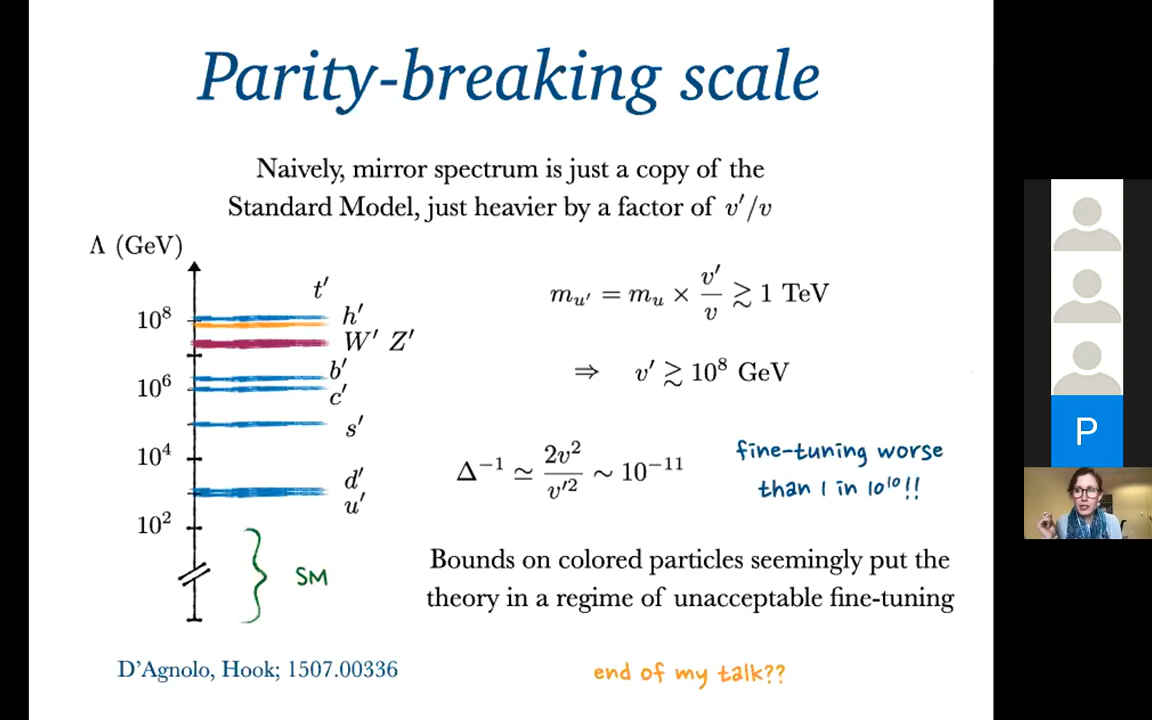 Parity-breaking scale
Naively, mirror spectrum is just a copy of the
Standard Model, just heavier by a factor of v′/v
Λ (GeV)
t′
10⁸
h′
W′ Z′
b′
10⁶
c′
s′
10⁴
d′
u′
10²
SM
m_u′ = m_u × v′/v ≳ 1 TeV
⇒ v′ ≳ 10⁸ GeV
Δ⁻¹ ≃ 2v²/v′² ∼ 10⁻¹¹
fine-tuning worse
than 1 in 10¹⁰!!
Bounds on colored particles seemingly put the
theory in a regime of unacceptable fine-tuning
D'Agnolo, Hook; 1507.00336
end of my talk??
P